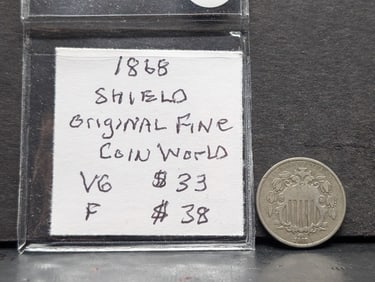 1868
SHIELD
Original Fine
Coin World
VG $33
F $38